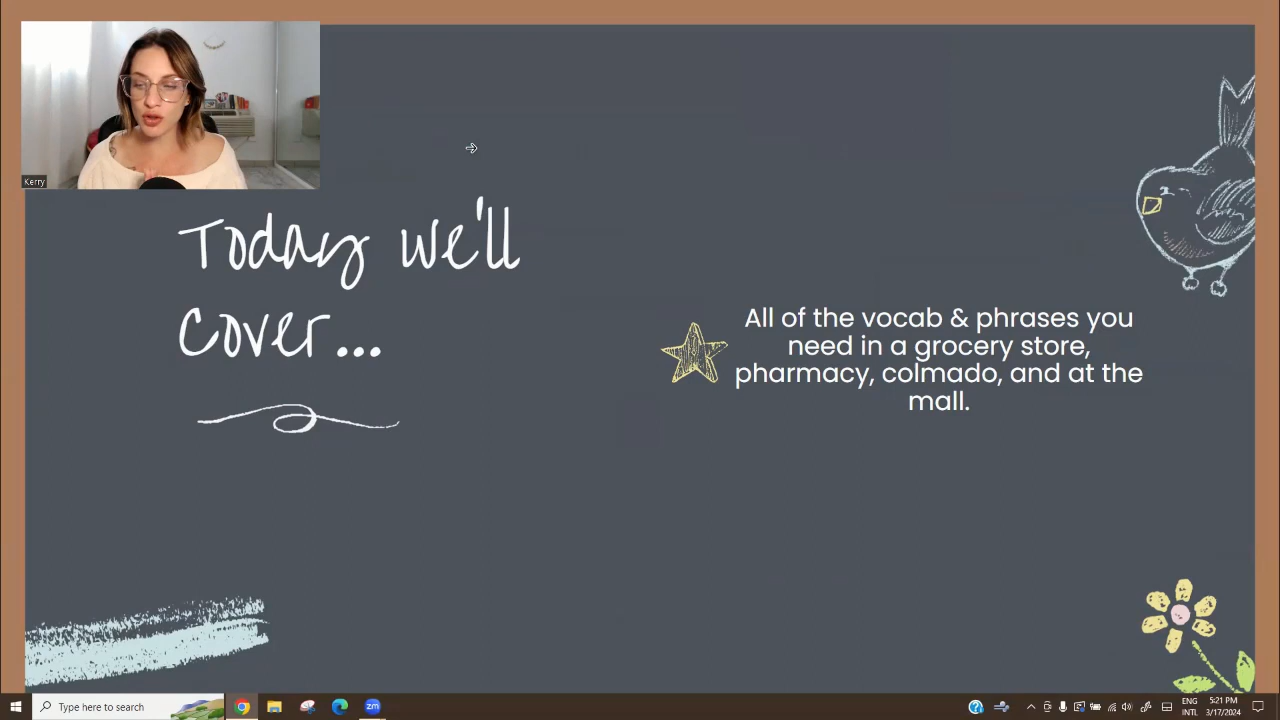 Kerry
Today we'll
cover...
All of the vocab & phrases you
need in a grocery store,
pharmacy, colmado, and at the
mall.
Type here to search
zm
ENG
INTL
5:21 PM
3/17/2024